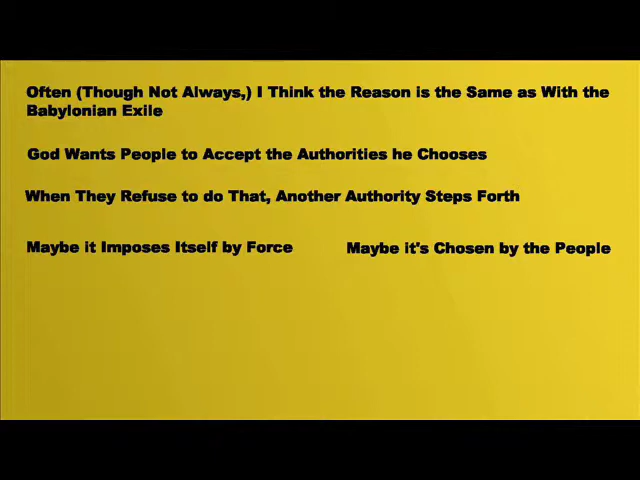 Often (Though Not Always,) I Think the Reason is the Same as With the
Babylonian Exile
God Wants People to Accept the Authorities he Chooses
When They Refuse to do That, Another Authority Steps Forth
Maybe it Imposes Itself by Force
Maybe it's Chosen by the People